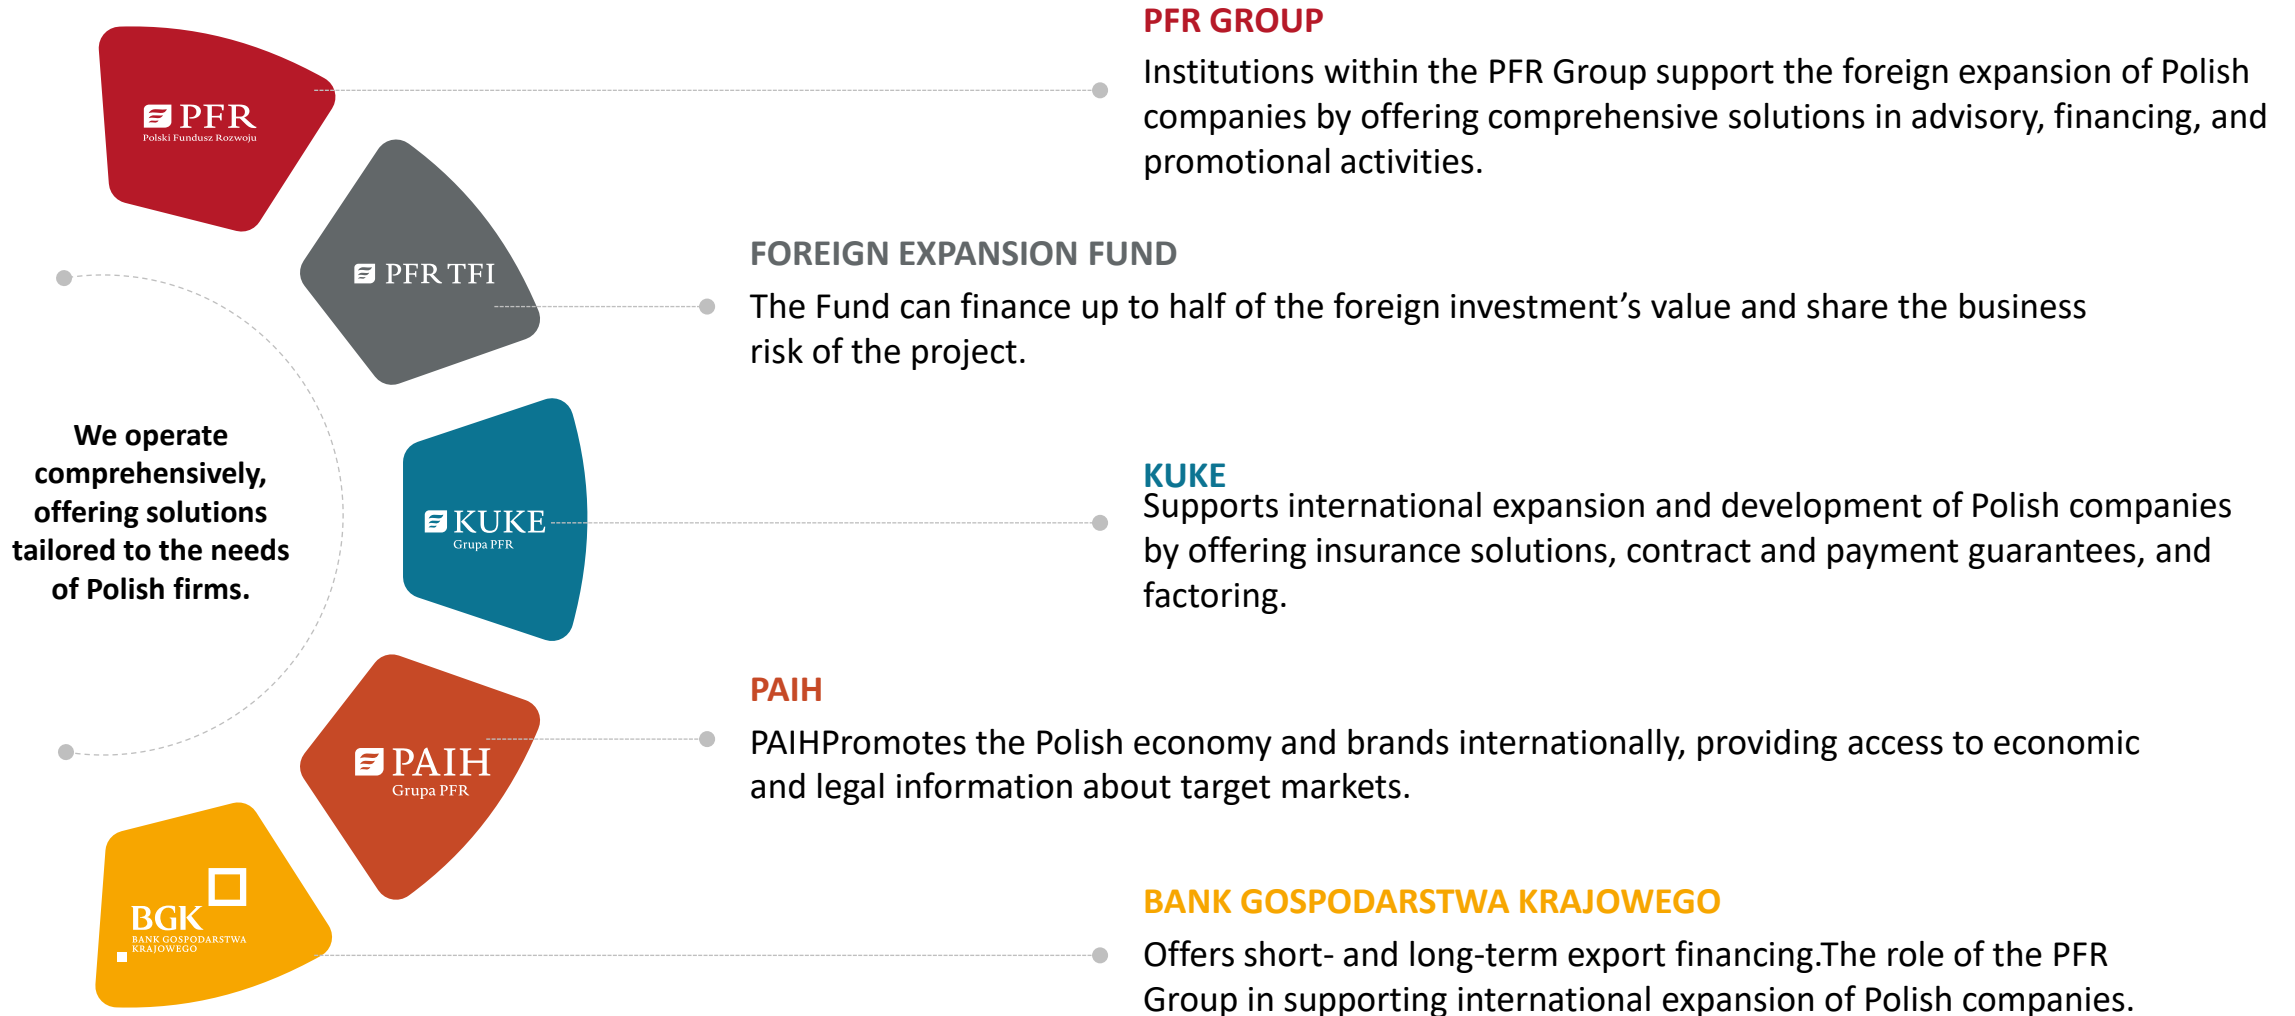 PFR GROUP
Institutions within the PFR Group support the foreign expansion of Polish
companies by offering comprehensive solutions in advisory, financing, and
promotional activities.
PFR
Polski Fundusz Rozwoju
FOREIGN EXPANSION FUND
The Fund can finance up to half of the foreign investment’s value and share the business
risk of the project.
PFR TFI
We operate
comprehensively,
offering solutions
tailored to the needs
of Polish firms.
KUKE
Supports international expansion and development of Polish companies
by offering insurance solutions, contract and payment guarantees, and
factoring.
KUKE
Grupa PFR
PAIH
PAIHPromotes the Polish economy and brands internationally, providing access to economic
and legal information about target markets.
PAIH
Grupa PFR
BANK GOSPODARSTWA KRAJOWEGO
Offers short- and long-term export financing.The role of the PFR
Group in supporting international expansion of Polish companies.
BGK
BANK GOSPODARSTWA
KRAJOWEGO